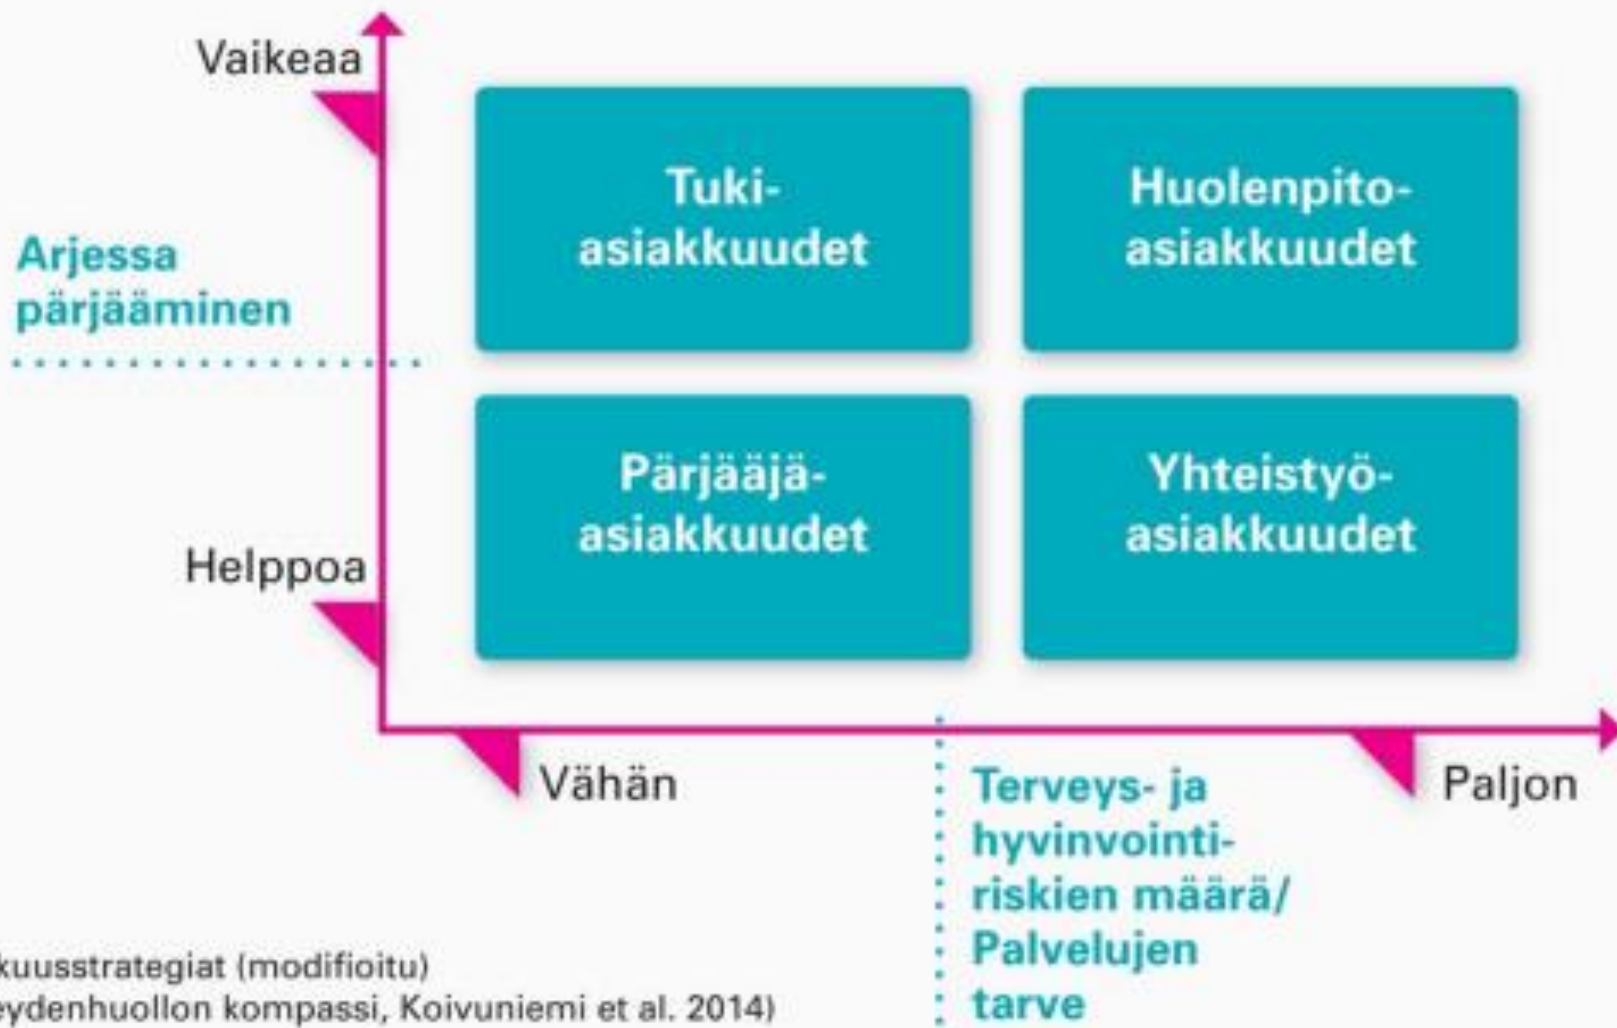 Vaikeaa
Tuki-
asiakkuudet
Huolenpito-
asiakkuudet
Arjessa
pärjääminen
Pärjääjä-
asiakkuudet
Yhteistyö-
asiakkuudet
Helppoa
Vähän
Terveys- ja
hyvinvointi-
riskien määrä/
Palvelujen
tarve
Paljon
kuusstrategiat (modifioitu)
eydenhuollon kompassi, Koivuniemi et al. 2014)